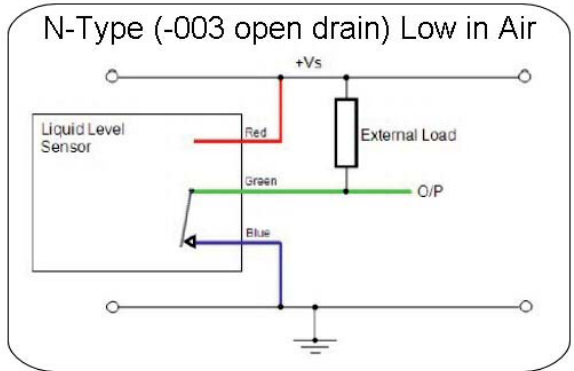 N-Type (-003 open drain) Low in Air
+Vs
Liquid Level
Sensor
Red
External Load
Green
O/P
Blue